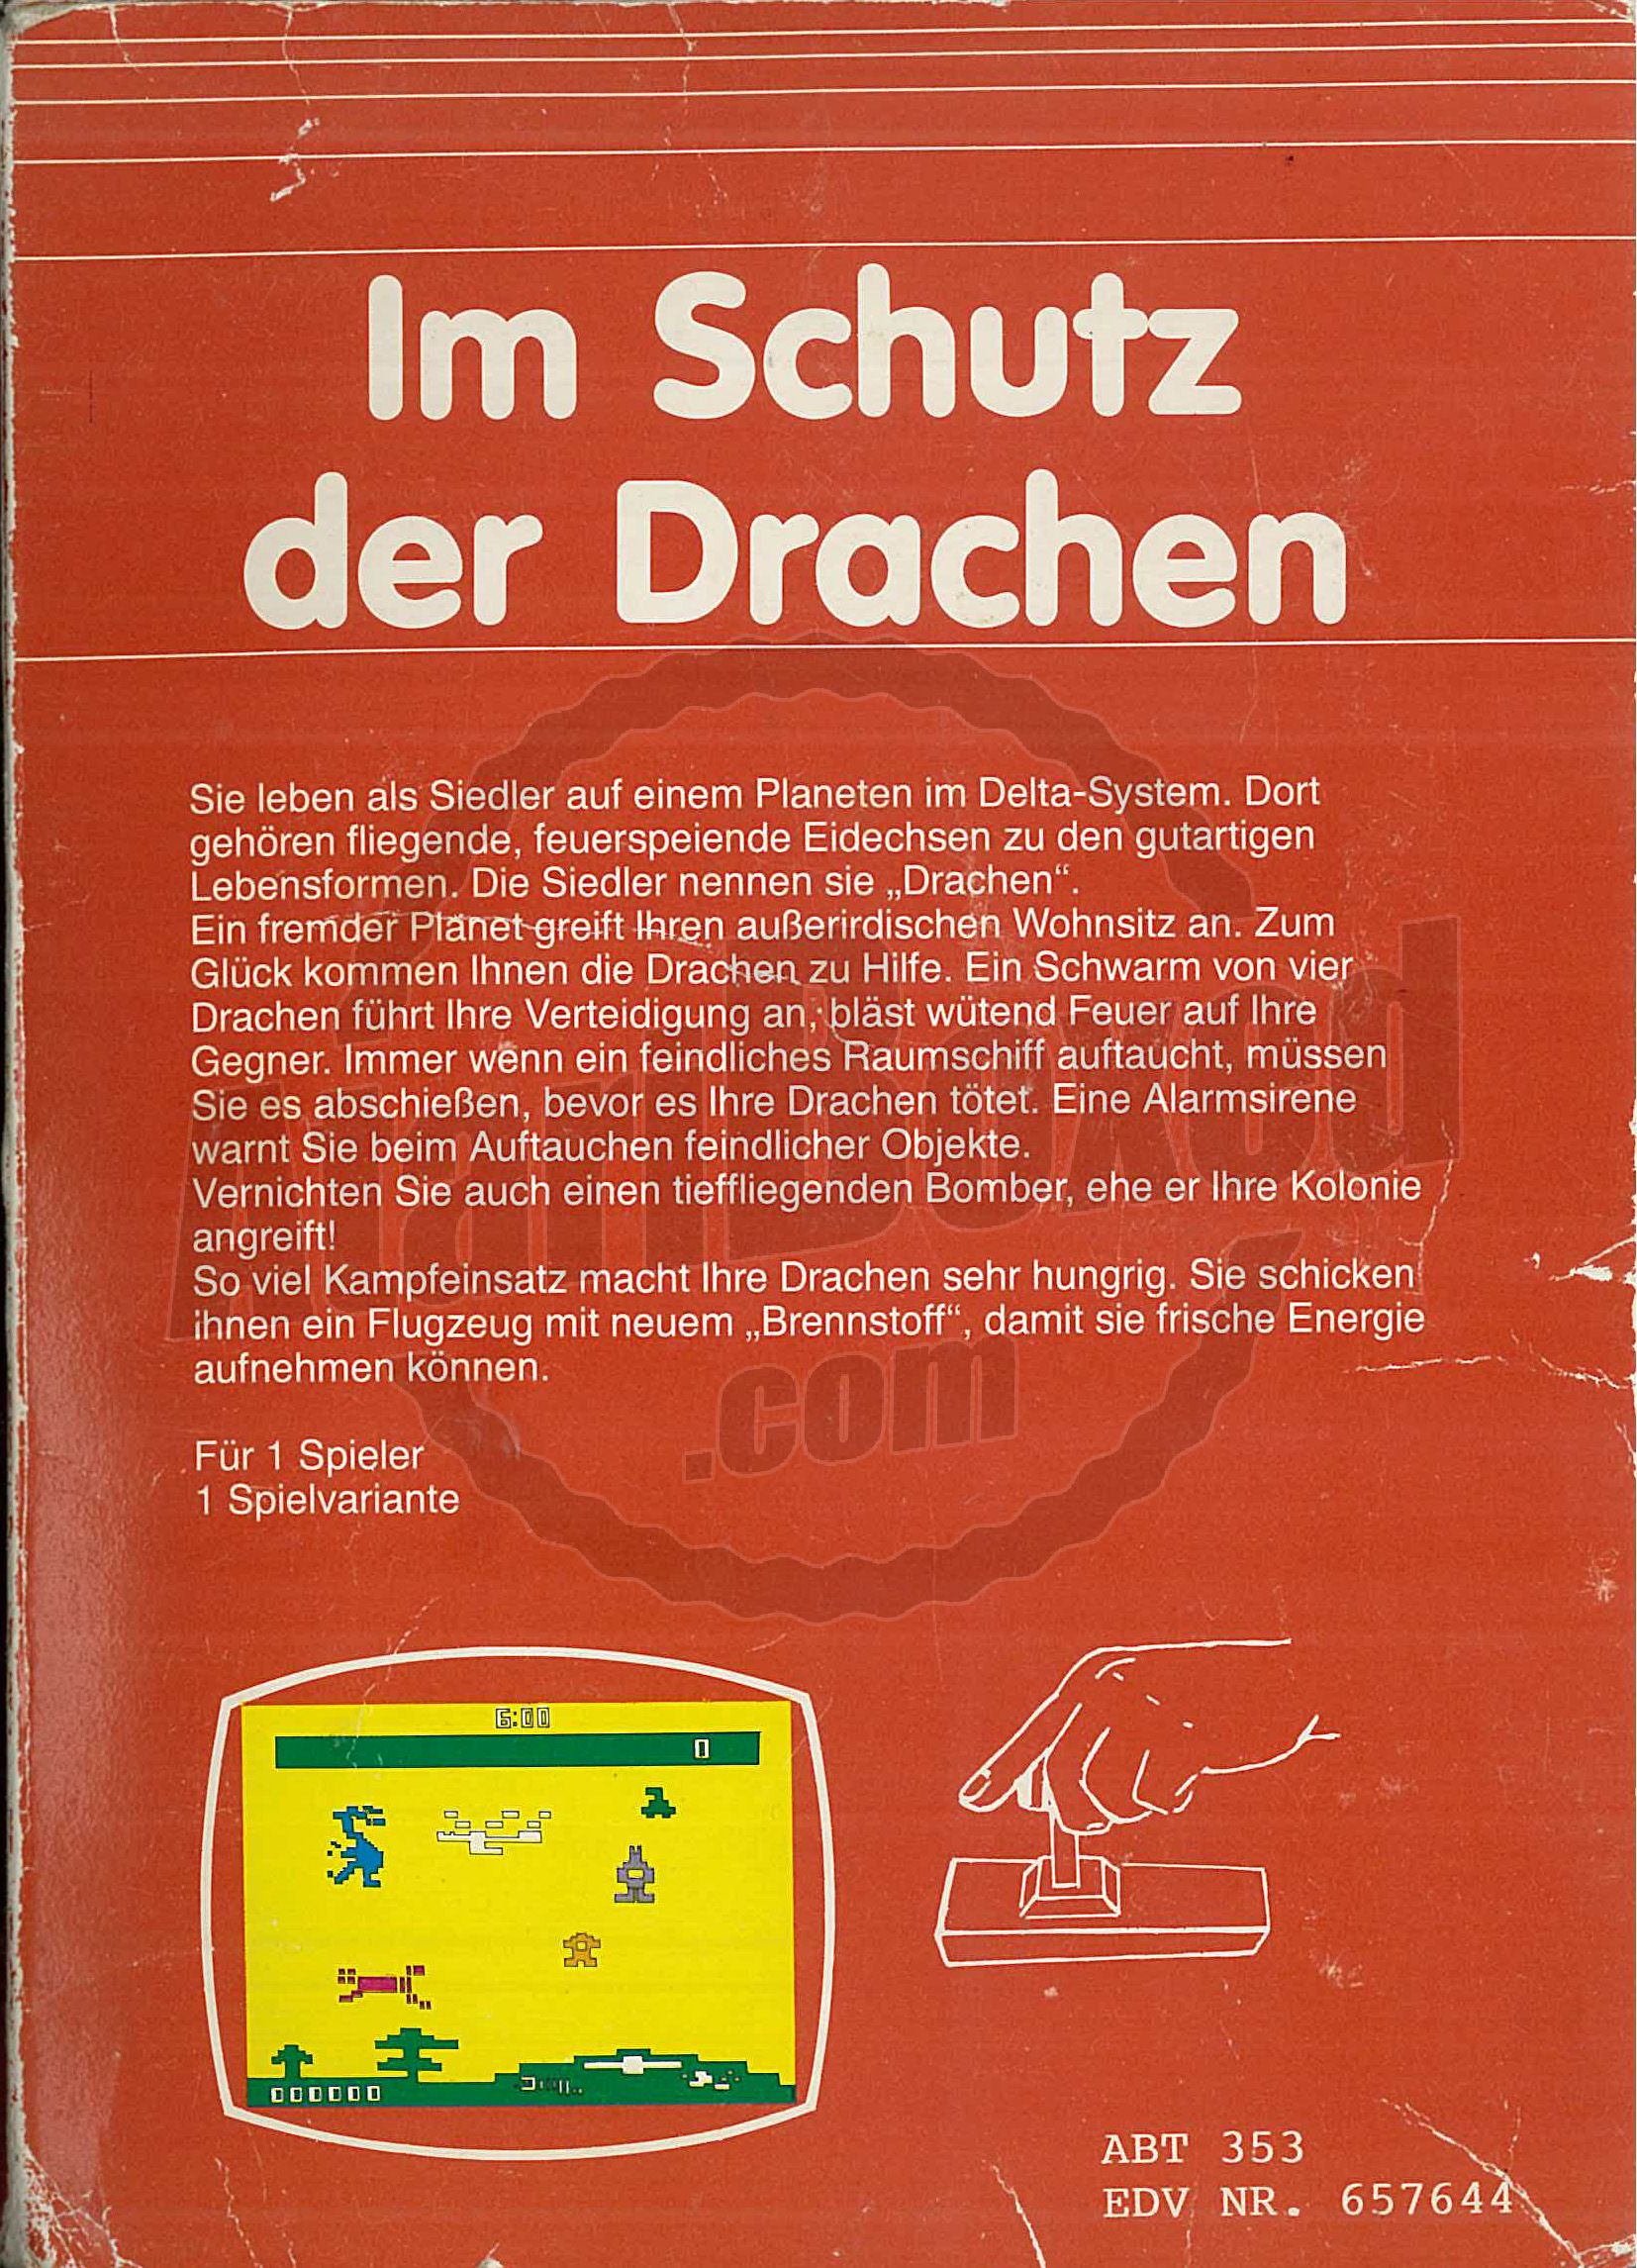 Im Schutz
der Drachen
Sie leben als Siedler auf einem Planeten im Delta-System. Dort
gehören fliegende, feuerspeiende Eidechsen zu den gutartigen
Lebensformen. Die Siedler nennen sie „Drachen“.
Ein fremder Planet greift Ihren außerirdischen Wohnsitz an. Zum
Glück kommen Ihnen die Drachen zu Hilfe. Ein Schwarm von vier
Drachen führt Ihre Verteidigung an, bläst wütend Feuer auf Ihre
Gegner. Immer wenn ein feindliches Raumschiff auftaucht, müssen
Sie es abschießen, bevor es Ihre Drachen tötet. Eine Alarmsirene
warnt Sie beim Auftauchen feindlicher Objekte.
Vernichten Sie auch einen tieffliegenden Bomber, ehe er Ihre Kolonie
angreift!
So viel Kampfeinsatz macht Ihre Drachen sehr hungrig. Sie schicken
ihnen ein Flugzeug mit neuem „Brennstoff“, damit sie frische Energie
aufnehmen können.
Für 1 Spieler
1 Spielvariante
AtariBoxed
.com
6:00
0
000000
ABT 353
EDV NR. 657644